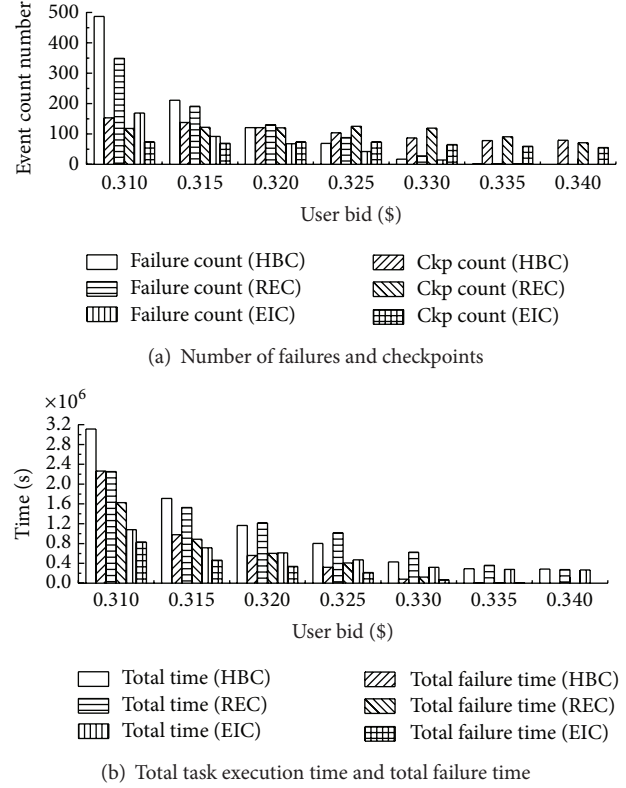 500
400
300
200
100
0
Event count number
0.310 0.315 0.320 0.325 0.330 0.335 0.340
User bid ($)
Failure count (HBC) Ckp count (HBC)
Failure count (REC) Ckp count (REC)
Failure count (EIC) Ckp count (EIC)
(a) Number of failures and checkpoints
×10⁶
3.2
2.8
2.4
2.0
1.6
1.2
0.8
0.4
0.0
Time (s)
0.310 0.315 0.320 0.325 0.330 0.335 0.340
User bid ($)
Total time (HBC) Total failure time (HBC)
Total time (REC) Total failure time (REC)
Total time (EIC) Total failure time (EIC)
(b) Total task execution time and total failure time